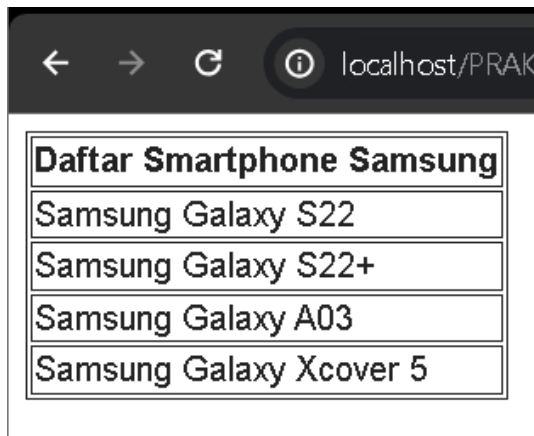 localhost/PRAK
Daftar Smartphone Samsung
Samsung Galaxy S22
Samsung Galaxy S22+
Samsung Galaxy A03
Samsung Galaxy Xcover 5